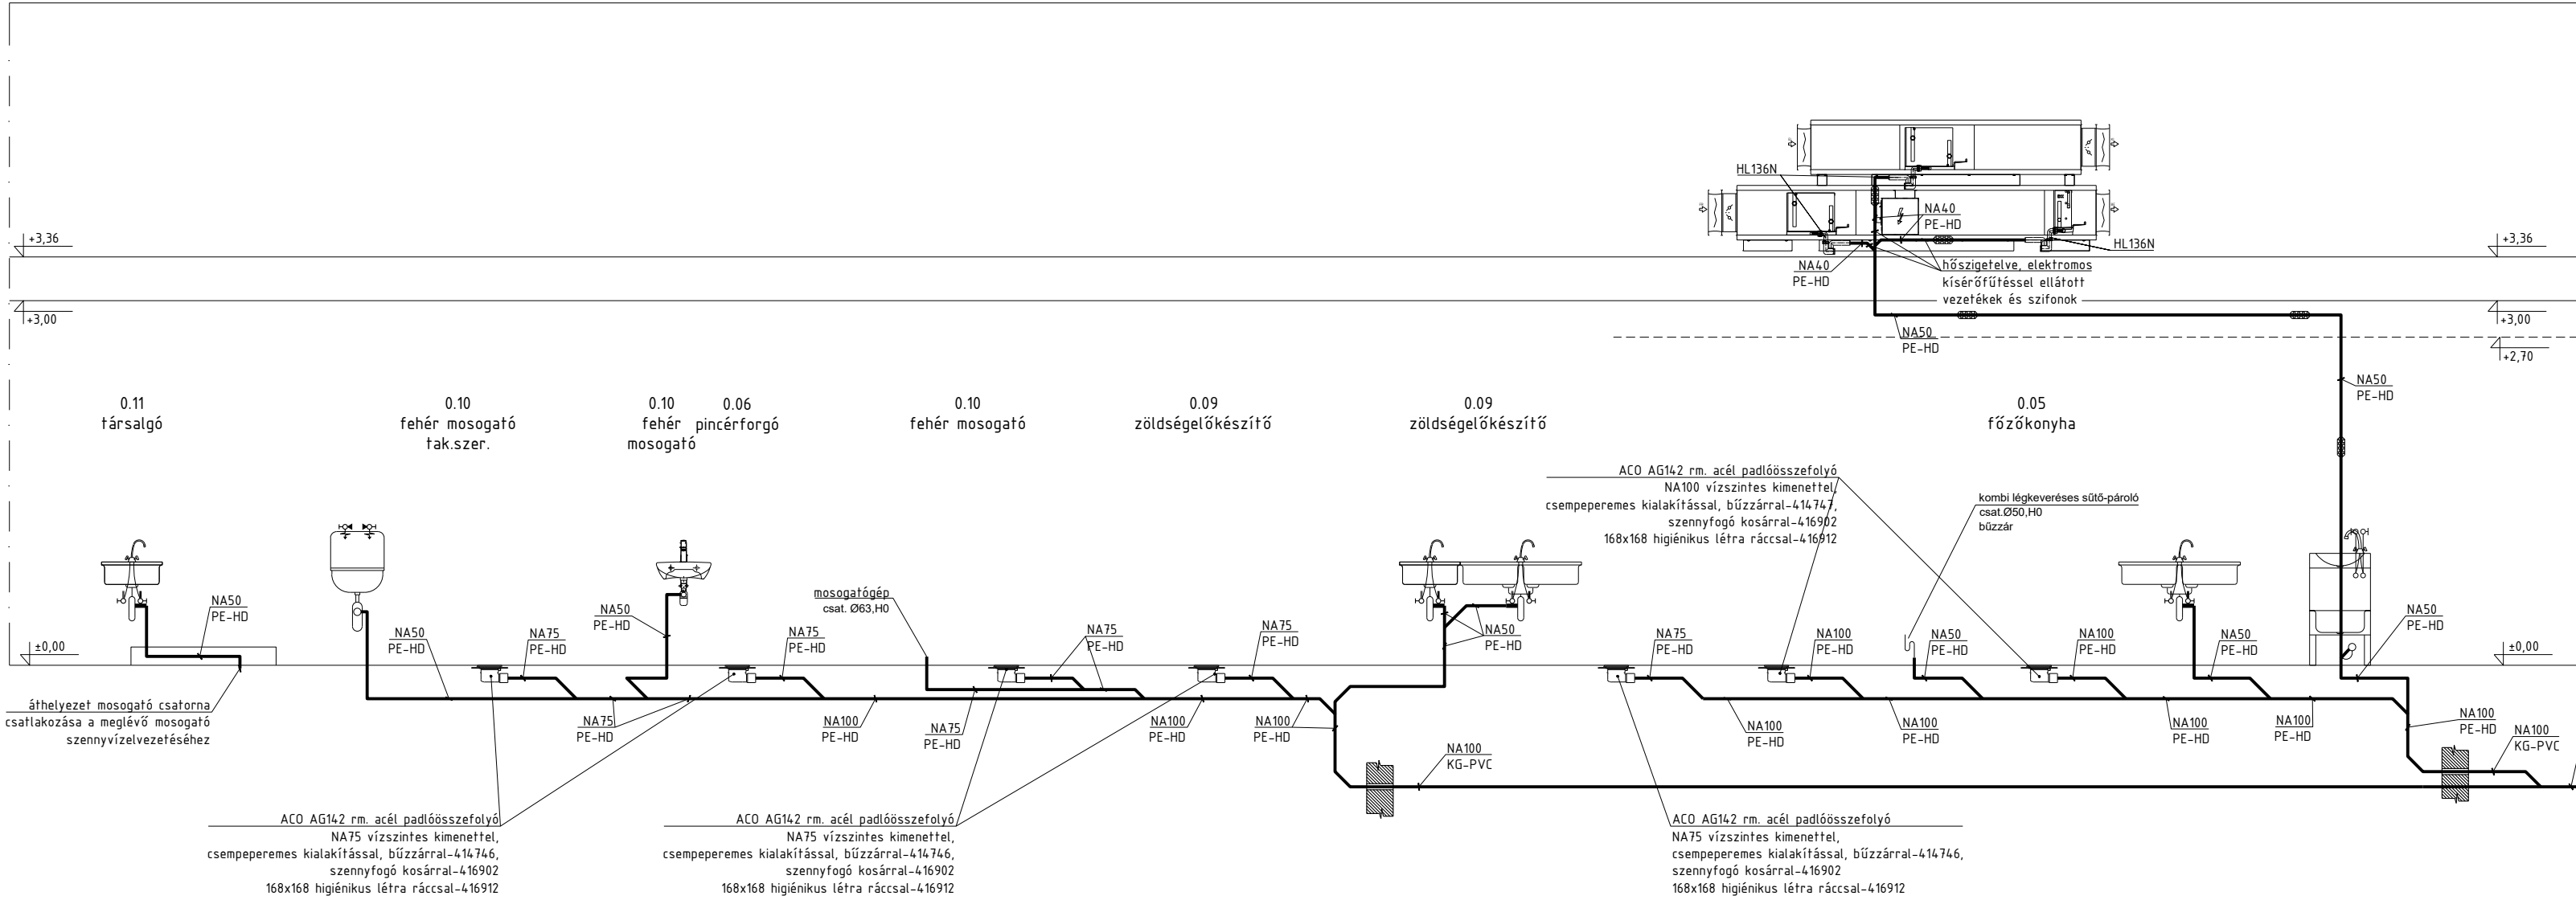 HL136N
NA40
PE-HD
HL136N
+3,36
+3,36
NA40
PE-HD
hőszigetelve, elektromos
kísérőfűtéssel ellátott
vezetékek és szifonok
+3,00
+3,00
NA50
PE-HD
+2,70
NA50
PE-HD
0.11
társalgó
0.10
fehér mosogató
tak.szer.
0.10
fehér
mosogató
0.06
pincérforgó
0.10
fehér mosogató
0.09
zöldségelőkészítő
0.09
zöldségelőkészítő
0.05
főzőkonyha
ACO AG142 rm. acél padlóösszefolyó
NA100 vízszintes kimenettel,
csempeperemes kialakítással, bűzzárral-414747,
szennyfogó kosárral-416902
168x168 higiénikus létra ráccsal-416912
kombi légkeveréses sütő-pároló
csat.Ø50,H0
bűzzár
mosogatógép
csat. Ø63,H0
NA50
PE-HD
NA50
PE-HD
NA50
PE-HD
NA75
PE-HD
NA75
PE-HD
NA75
PE-HD
NA75
PE-HD
NA50
PE-HD
NA75
PE-HD
NA100
PE-HD
NA50
PE-HD
NA100
PE-HD
NA50
PE-HD
NA50
PE-HD
±0,00
±0,00
áthelyezet mosogató csatorna
csatlakozása a meglévő mosogató
szennyvízelvezetéséhez
NA75
PE-HD
NA100
PE-HD
NA75
PE-HD
NA100
PE-HD
NA100
PE-HD
NA100
KG-PVC
NA100
PE-HD
NA100
PE-HD
NA100
PE-HD
NA100
PE-HD
NA100
PE-HD
NA100
KG-PVC
ACO AG142 rm. acél padlóösszefolyó
NA75 vízszintes kimenettel,
csempeperemes kialakítással, bűzzárral-414746,
szennyfogó kosárral-416902
168x168 higiénikus létra ráccsal-416912
ACO AG142 rm. acél padlóösszefolyó
NA75 vízszintes kimenettel,
csempeperemes kialakítással, bűzzárral-414746,
szennyfogó kosárral-416902
168x168 higiénikus létra ráccsal-416912
ACO AG142 rm. acél padlóösszefolyó
NA75 vízszintes kimenettel,
csempeperemes kialakítással, bűzzárral-414746,
szennyfogó kosárral-416902
168x168 higiénikus létra ráccsal-416912